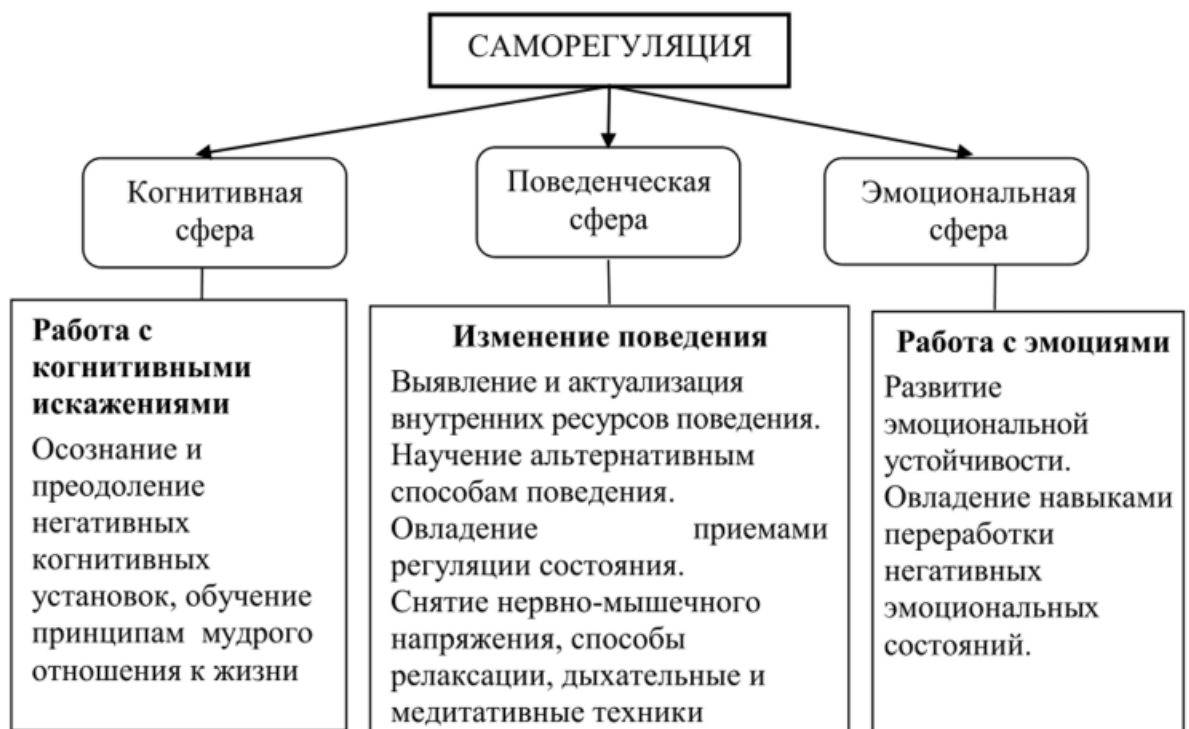 САМОРЕГУЛЯЦИЯ
Когнитивная
сфера
Поведенческая
сфера
Эмоциональная
сфера
Работа с
когнитивными
искажениями
Осознание и
преодоление
негативных
когнитивных
установок, обучение
принципам мудрого
отношения к жизни
Изменение поведения
Выявление и актуализация
внутренних ресурсов поведения.
Научение альтернативным
способам поведения.
Овладение приемами
регуляции состояния.
Снятие нервно-мышечного
напряжения, способы
релаксации, дыхательные и
медитативные техники
Работа с эмоциями
Развитие
эмоциональной
устойчивости.
Овладение навыками
переработки
негативных
эмоциональных
состояний.